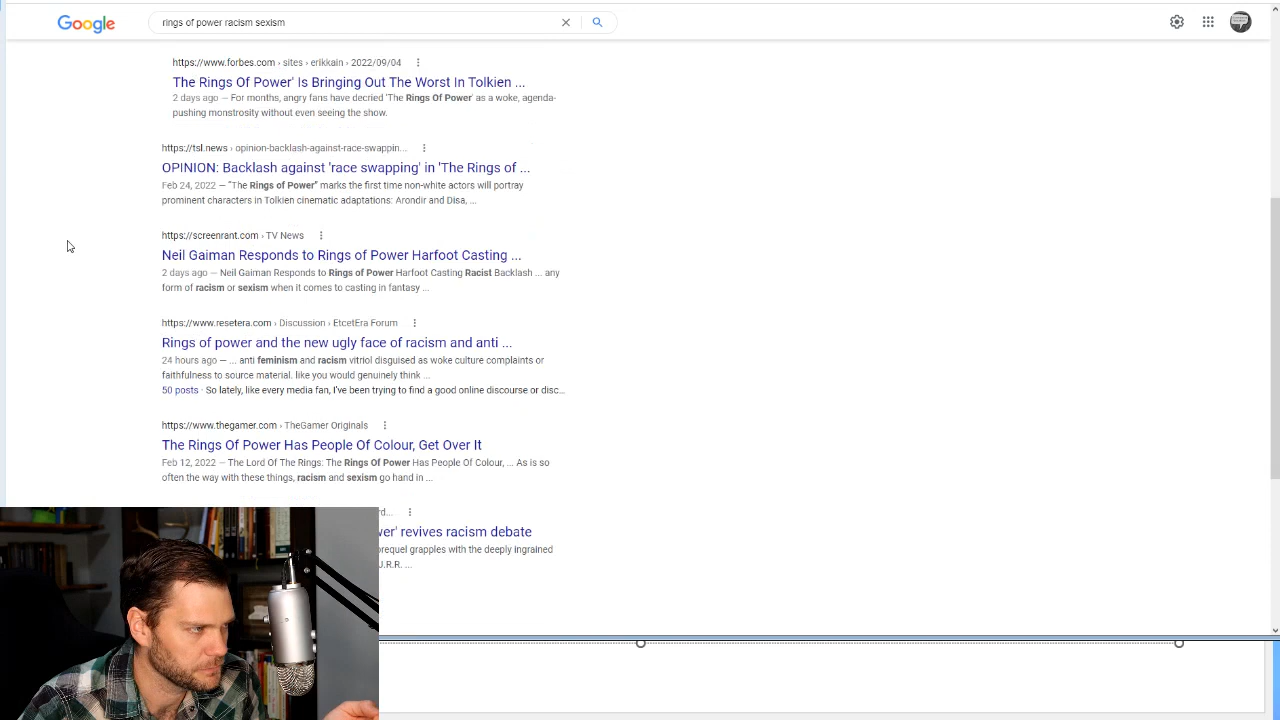 Google
rings of power racism sexism
https://www.forbes.com › sites › erikkain › 2022/09/04
The Rings Of Power' Is Bringing Out The Worst In Tolkien ...
2 days ago — For months, angry fans have decried 'The Rings Of Power' as a woke, agenda-
pushing monstrosity without even seeing the show.
https://tsl.news › opinion-backlash-against-race-swappin...
OPINION: Backlash against 'race swapping' in 'The Rings of ...
Feb 24, 2022 — "The Rings of Power" marks the first time non-white actors will portray
prominent characters in Tolkien cinematic adaptations: Arondir and Disa, ...
https://screenrant.com › TV News
Neil Gaiman Responds to Rings of Power Harfoot Casting ...
2 days ago — Neil Gaiman Responds to Rings of Power Harfoot Casting Racist Backlash ... any
form of racism or sexism when it comes to casting in fantasy ...
https://www.resetera.com › Discussion › EtcetEra Forum
Rings of power and the new ugly face of racism and anti ...
24 hours ago — ... anti feminism and racism vitriol disguised as woke culture complaints or
faithfulness to source material. like you would genuinely think ...
50 posts · So lately, like every media fan, I've been trying to find a good online discourse or disc...
https://www.thegamer.com › TheGamer Originals
The Rings Of Power Has People Of Colour, Get Over It
Feb 12, 2022 — The Lord Of The Rings: The Rings Of Power Has People Of Colour, ... As is so
often the way with these things, racism and sexism go hand in ...
rd...
wer' revives racism debate
prequel grapples with the deeply ingrained
J.R.R. ...